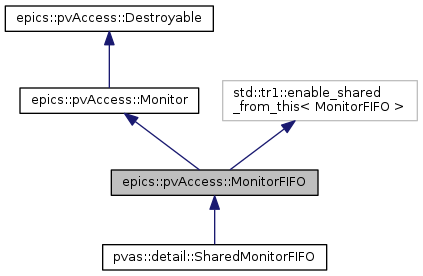 epics::pvAccess::Destroyable
epics::pvAccess::Monitor
std::tr1::enable_shared
_from_this< MonitorFIFO >
epics::pvAccess::MonitorFIFO
pvas::detail::SharedMonitorFIFO